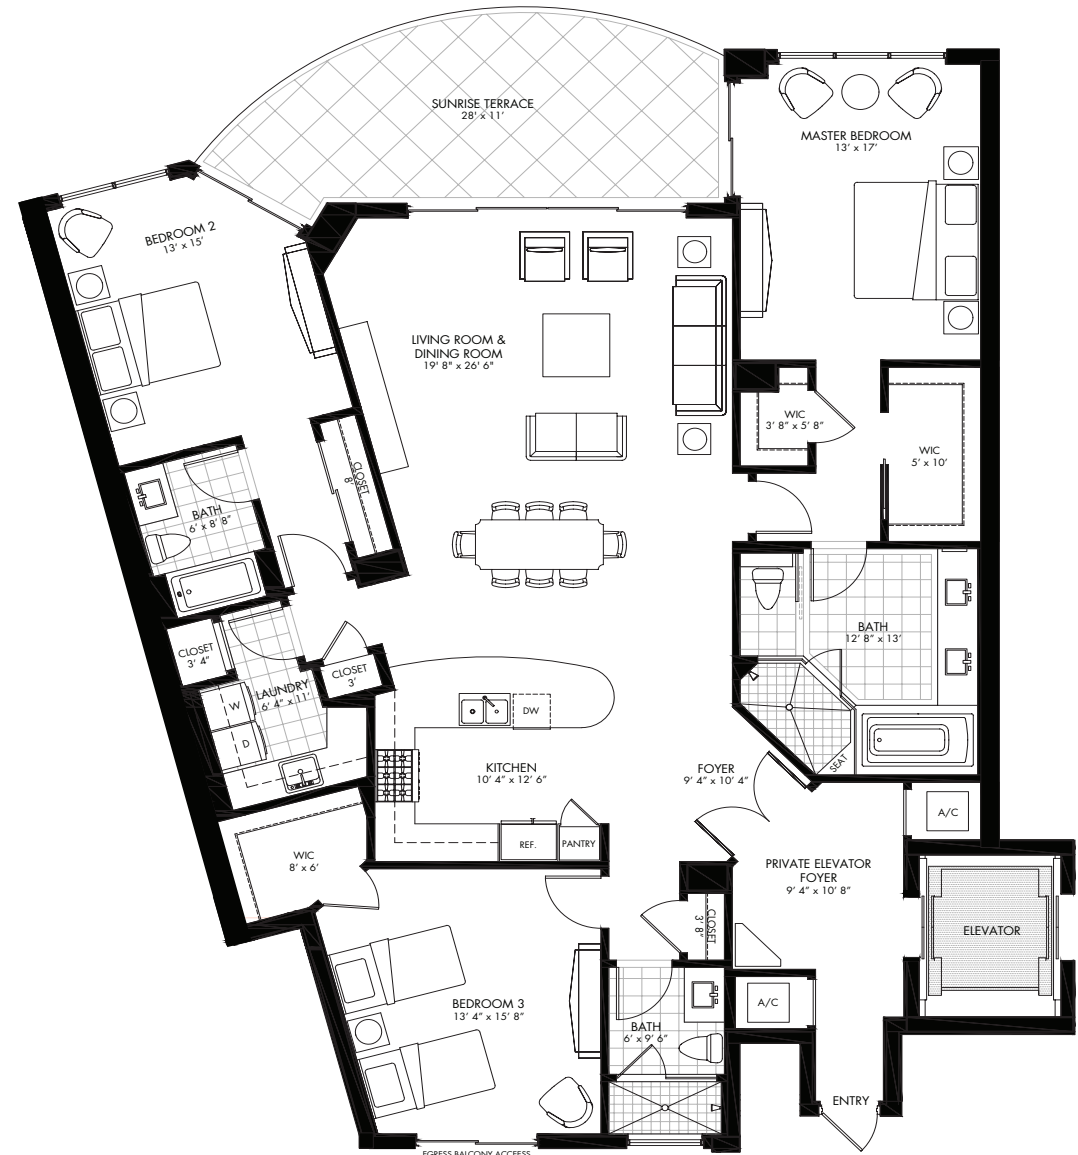 SUNRISE TERRACE
28' x 11'
MASTER BEDROOM
13' x 17'
BEDROOM 2
13' x 15'
LIVING ROOM &
DINING ROOM
19' 8" x 26' 6"
WIC
3' 8" x 5' 8"
WIC
5' x 10'
CLOSET
8'
BATH
6' x 8' 8"
BATH
12' 8" x 13'
CLOSET
3' 4"
CLOSET
3'
LAUNDRY
6' 4" x 11'
W
D
DW
KITCHEN
10' 4" x 12' 6"
FOYER
9' 4" x 10' 4"
SEAT
A/C
REF.
PANTRY
WIC
8' x 6'
PRIVATE ELEVATOR
FOYER
9' 4" x 10' 8"
CLOSET
3' 8"
ELEVATOR
BEDROOM 3
13' 4" x 15' 8"
A/C
BATH
6' x 9' 6"
ENTRY
EGRESS BALCONY ACCESS